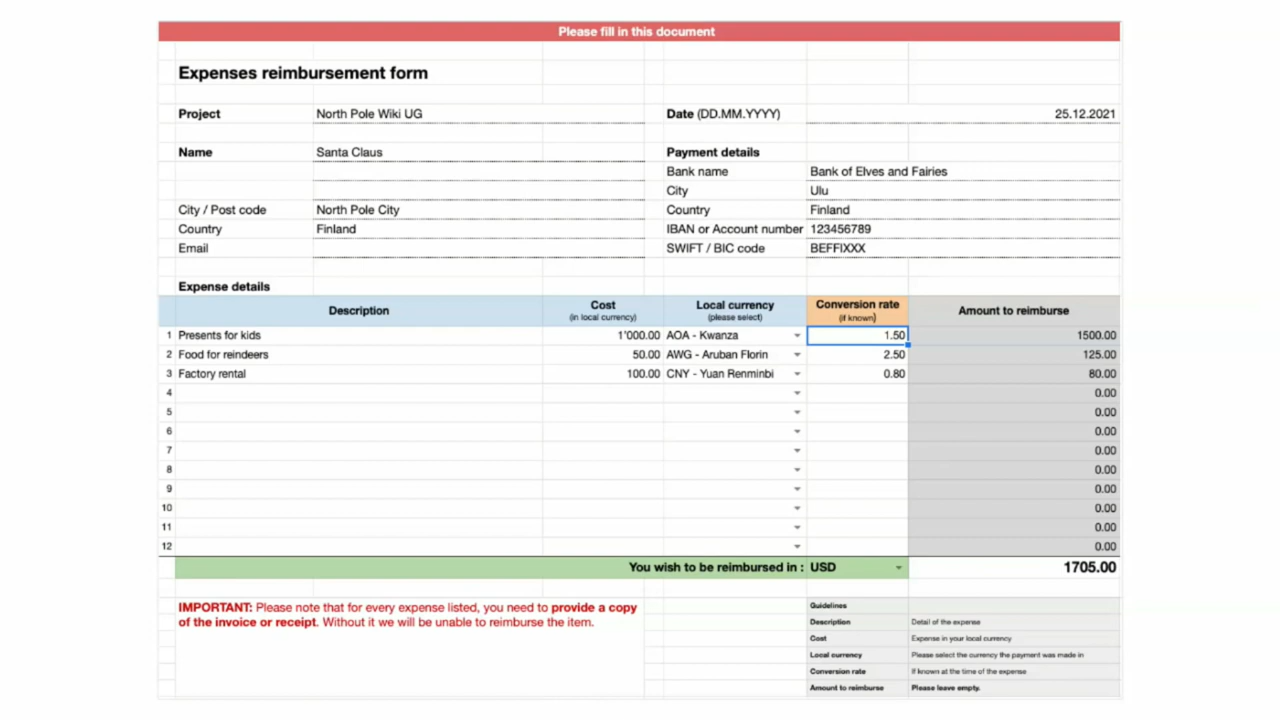 Please fill in this document
Expenses reimbursement form
Project North Pole Wiki UG Date (DD.MM.YYYY) 25.12.2021
Name Santa Claus Payment details
Bank name Bank of Elves and Fairies
City Ulu
City / Post code North Pole City Country Finland
Country Finland IBAN or Account number 123456789
Email SWIFT / BIC code BEFFIXXX
Expense details
Description Cost (in local currency) Local currency (please select) Conversion rate (if known) Amount to reimburse
1 Presents for kids 1'000.00 AOA - Kwanza 1.50 1500.00
2 Food for reindeers 50.00 AWG - Aruban Florin 2.50 125.00
3 Factory rental 100.00 CNY - Yuan Renminbi 0.80 80.00
4 0.00
5 0.00
6 0.00
7 0.00
8 0.00
9 0.00
10 0.00
11 0.00
12 0.00
You wish to be reimbursed in : USD 1705.00
IMPORTANT: Please note that for every expense listed, you need to provide a copy
of the invoice or receipt. Without it we will be unable to reimburse the item.
Guidelines
Description Detail of the expense
Cost Expense in your local currency
Local currency Please select the currency the payment was made in
Conversion rate If known at the time of the expense
Amount to reimburse Please leave empty.